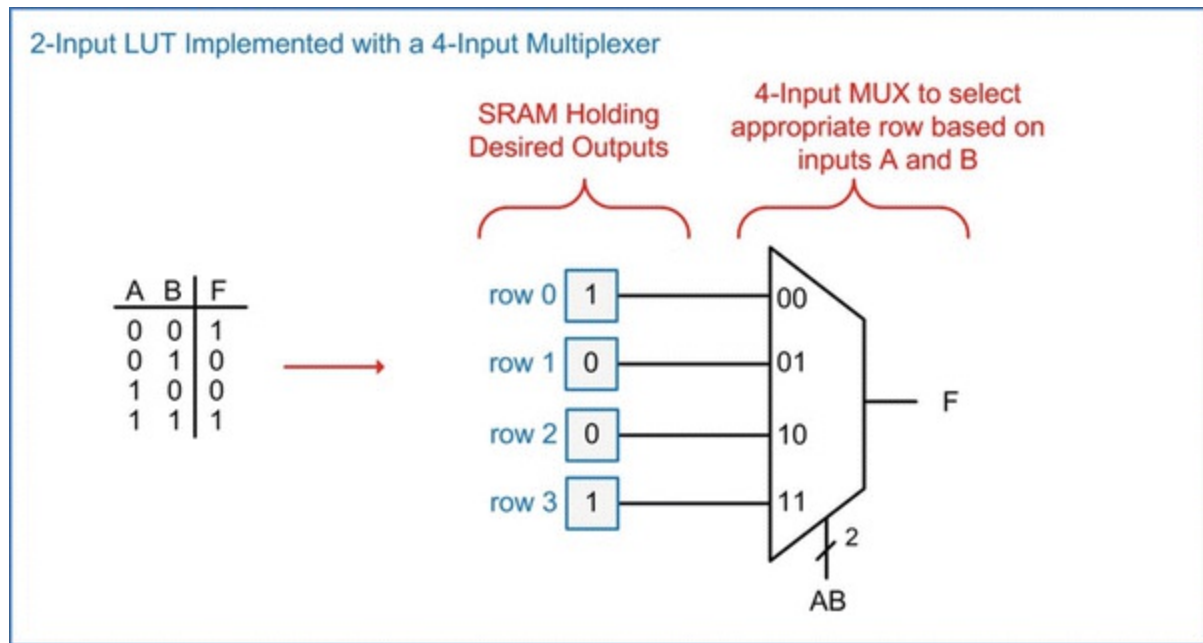 2-Input LUT Implemented with a 4-Input Multiplexer
SRAM Holding
Desired Outputs
4-Input MUX to select
appropriate row based on
inputs A and B
A B F
0 0 1
0 1 0
1 0 0
1 1 1
row 0 1
row 1 0
row 2 0
row 3 1
00
01
10
11
F
2
AB